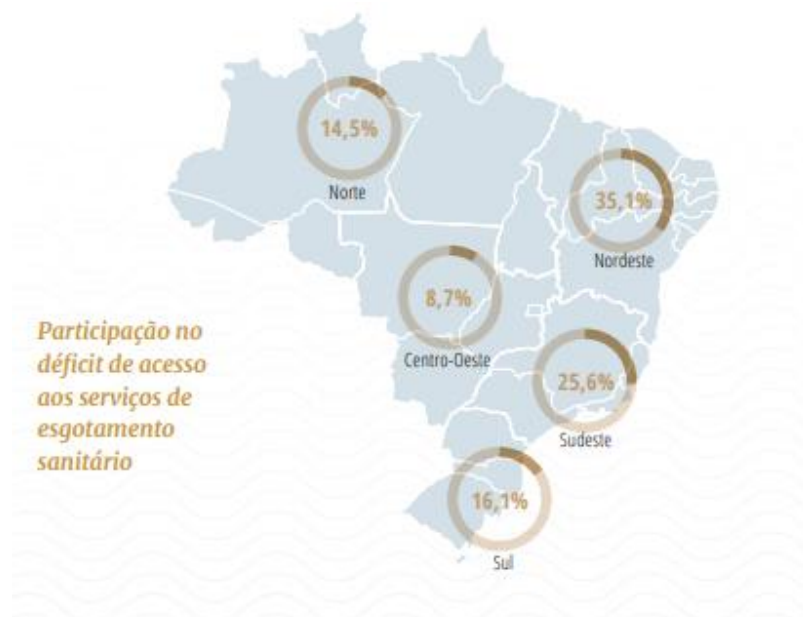 14,5%
Norte
35,1%
Nordeste
8,7%
Centro-Oeste
Participação no
déficit de acesso
aos serviços de
esgotamento
sanitário
25,6%
Sudeste
16,1%
Sul